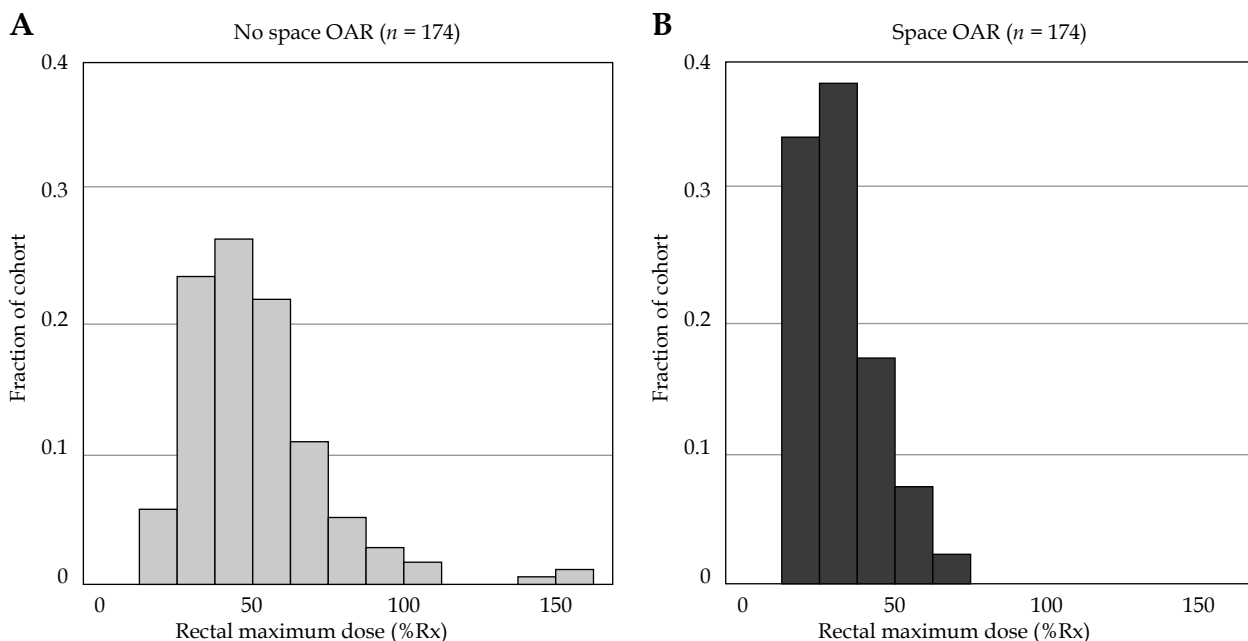 A
No space OAR (n = 174)
0.4
0.3
0.2
0.1
0
Fraction of cohort
0 50 100 150
Rectal maximum dose (%Rx)
B
Space OAR (n = 174)
0.4
0.3
0.2
0.1
0
Fraction of cohort
0 50 100 150
Rectal maximum dose (%Rx)